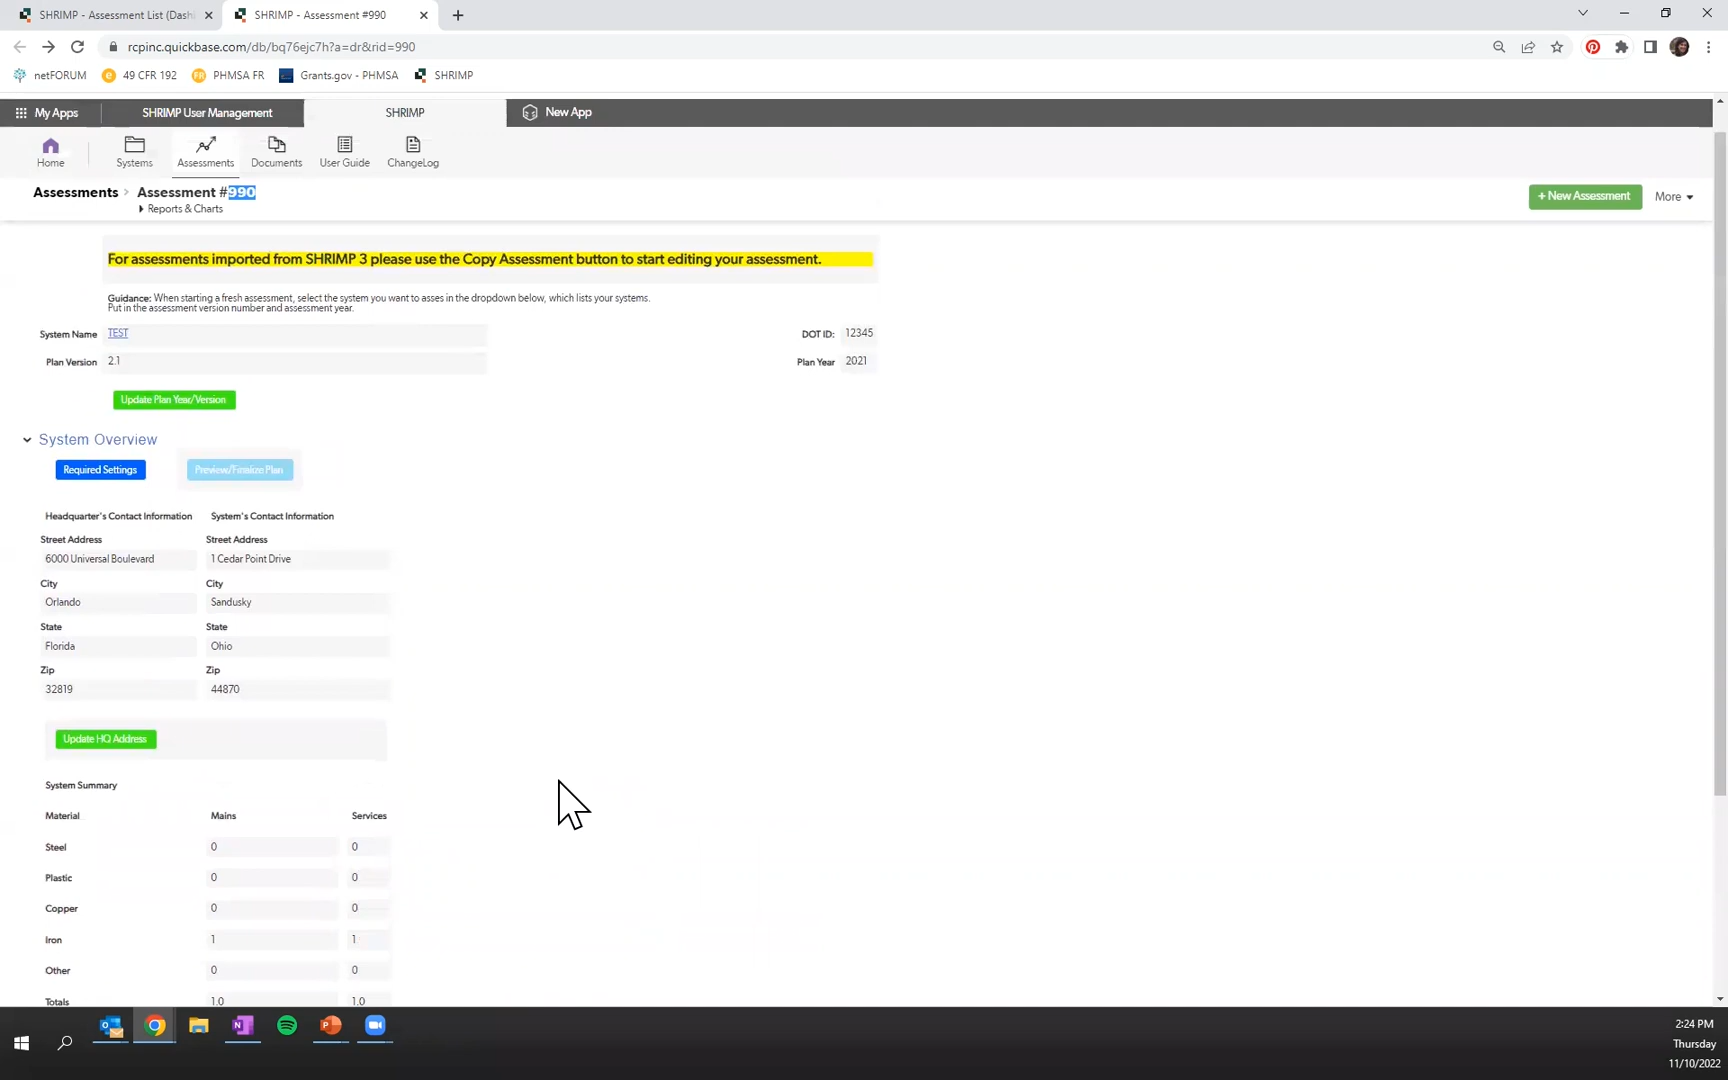 SHRIMP - Assessment List (Dash
SHRIMP - Assessment #990
rcpinc.quickbase.com/db/bq76ejc7h?a=dr&rid=990
netFORUM
49 CFR 192
PHMSA FR
Grants.gov - PHMSA
SHRIMP
My Apps
SHRIMP User Management
SHRIMP
New App
Home
Systems
Assessments
Documents
User Guide
ChangeLog
Assessments > Assessment #990
Reports & Charts
+ New Assessment
More
For assessments imported from SHRIMP 3 please use the Copy Assessment button to start editing your assessment.
Guidance: When starting a fresh assessment, select the system you want to asses in the dropdown below, which lists your systems.
Put in the assessment version number and assessment year.
System Name TEST DOT ID: 12345
Plan Version 2.1 Plan Year 2021
Update Plan Year/Version
System Overview
Required Settings Preview/Finalize Plan
Headquarter's Contact Information System's Contact Information
Street Address Street Address
6000 Universal Boulevard 1 Cedar Point Drive
City City
Orlando Sandusky
State State
Florida Ohio
Zip Zip
32819 44870
Update HQ Address
System Summary
Material Mains Services
Steel 0 0
Plastic 0 0
Copper 0 0
Iron 1 1
Other 0 0
Totals 1.0 1.0
2:24 PM
Thursday
11/10/2022